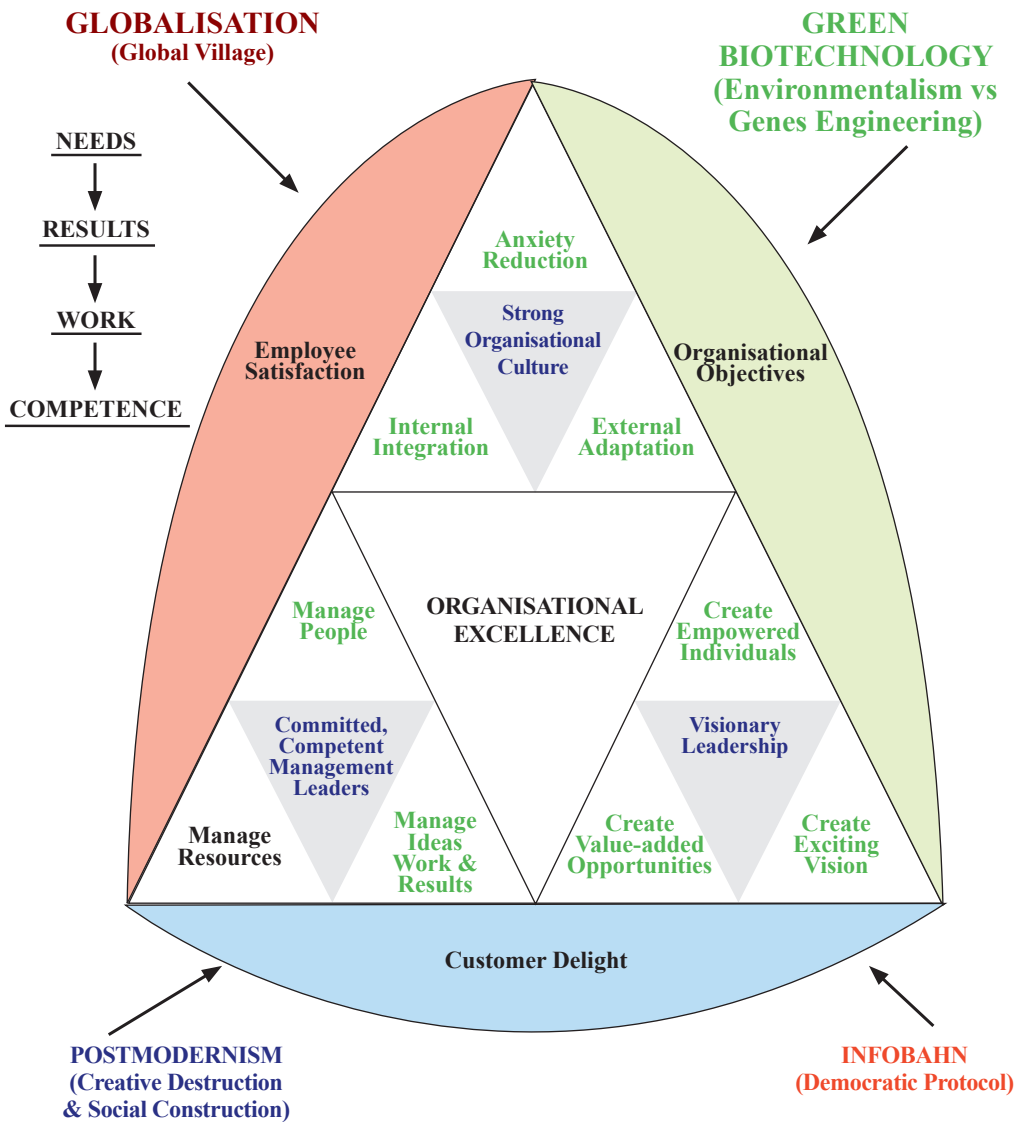 GLOBALISATION
(Global Village)
GREEN
BIOTECHNOLOGY
(Environmentalism vs
Genes Engineering)
NEEDS
RESULTS
WORK
COMPETENCE
Anxiety
Reduction
Strong
Organisational
Culture
Employee
Satisfaction
Organisational
Objectives
Internal
Integration
External
Adaptation
Manage
People
ORGANISATIONAL
EXCELLENCE
Create
Empowered
Individuals
Committed,
Competent
Management
Leaders
Visionary
Leadership
Manage
Resources
Manage
Ideas
Work &
Results
Create
Value-added
Opportunities
Create
Exciting
Vision
Customer Delight
POSTMODERNISM
(Creative Destruction
& Social Construction)
INFOBAHN
(Democratic Protocol)